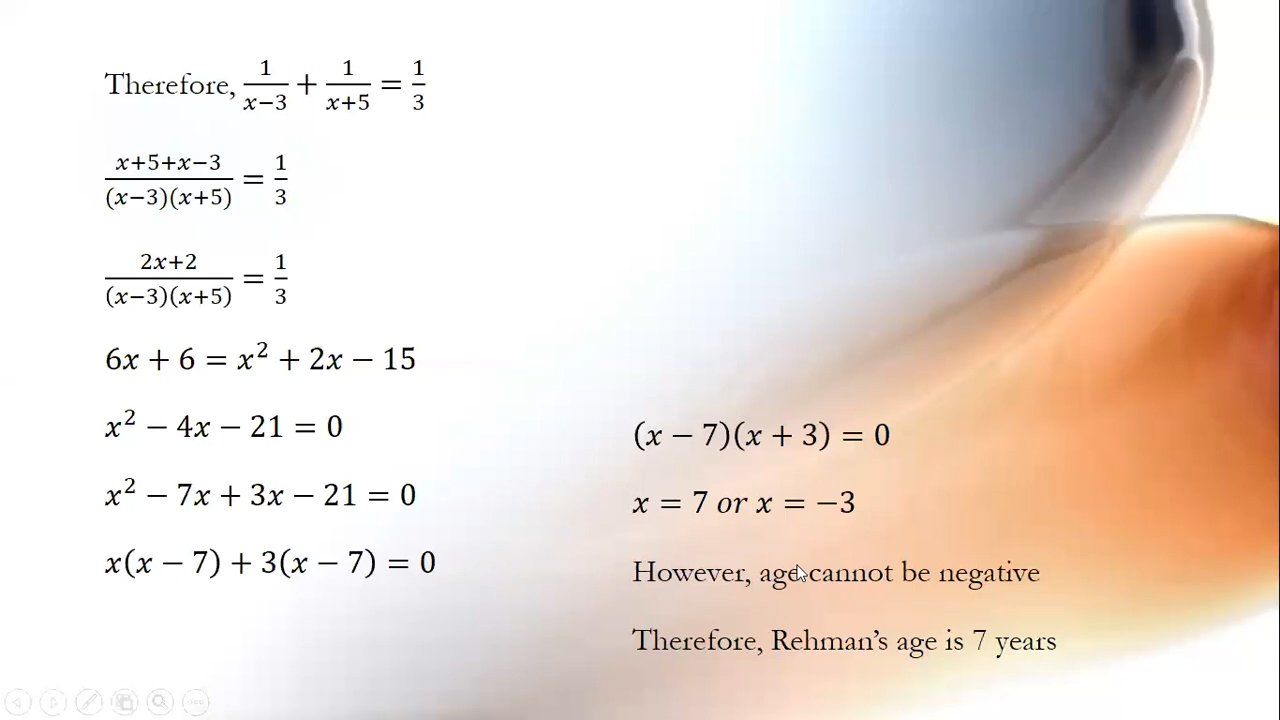 Therefore, 1/(x−3) + 1/(x+5) = 1/3
(x+5+x−3)/((x−3)(x+5)) = 1/3
(2x+2)/((x−3)(x+5)) = 1/3
6x + 6 = x² + 2x − 15
x² − 4x − 21 = 0
x² − 7x + 3x − 21 = 0
x(x − 7) + 3(x − 7) = 0
(x − 7)(x + 3) = 0
x = 7 or x = −3
However, age cannot be negative
Therefore, Rehman’s age is 7 years